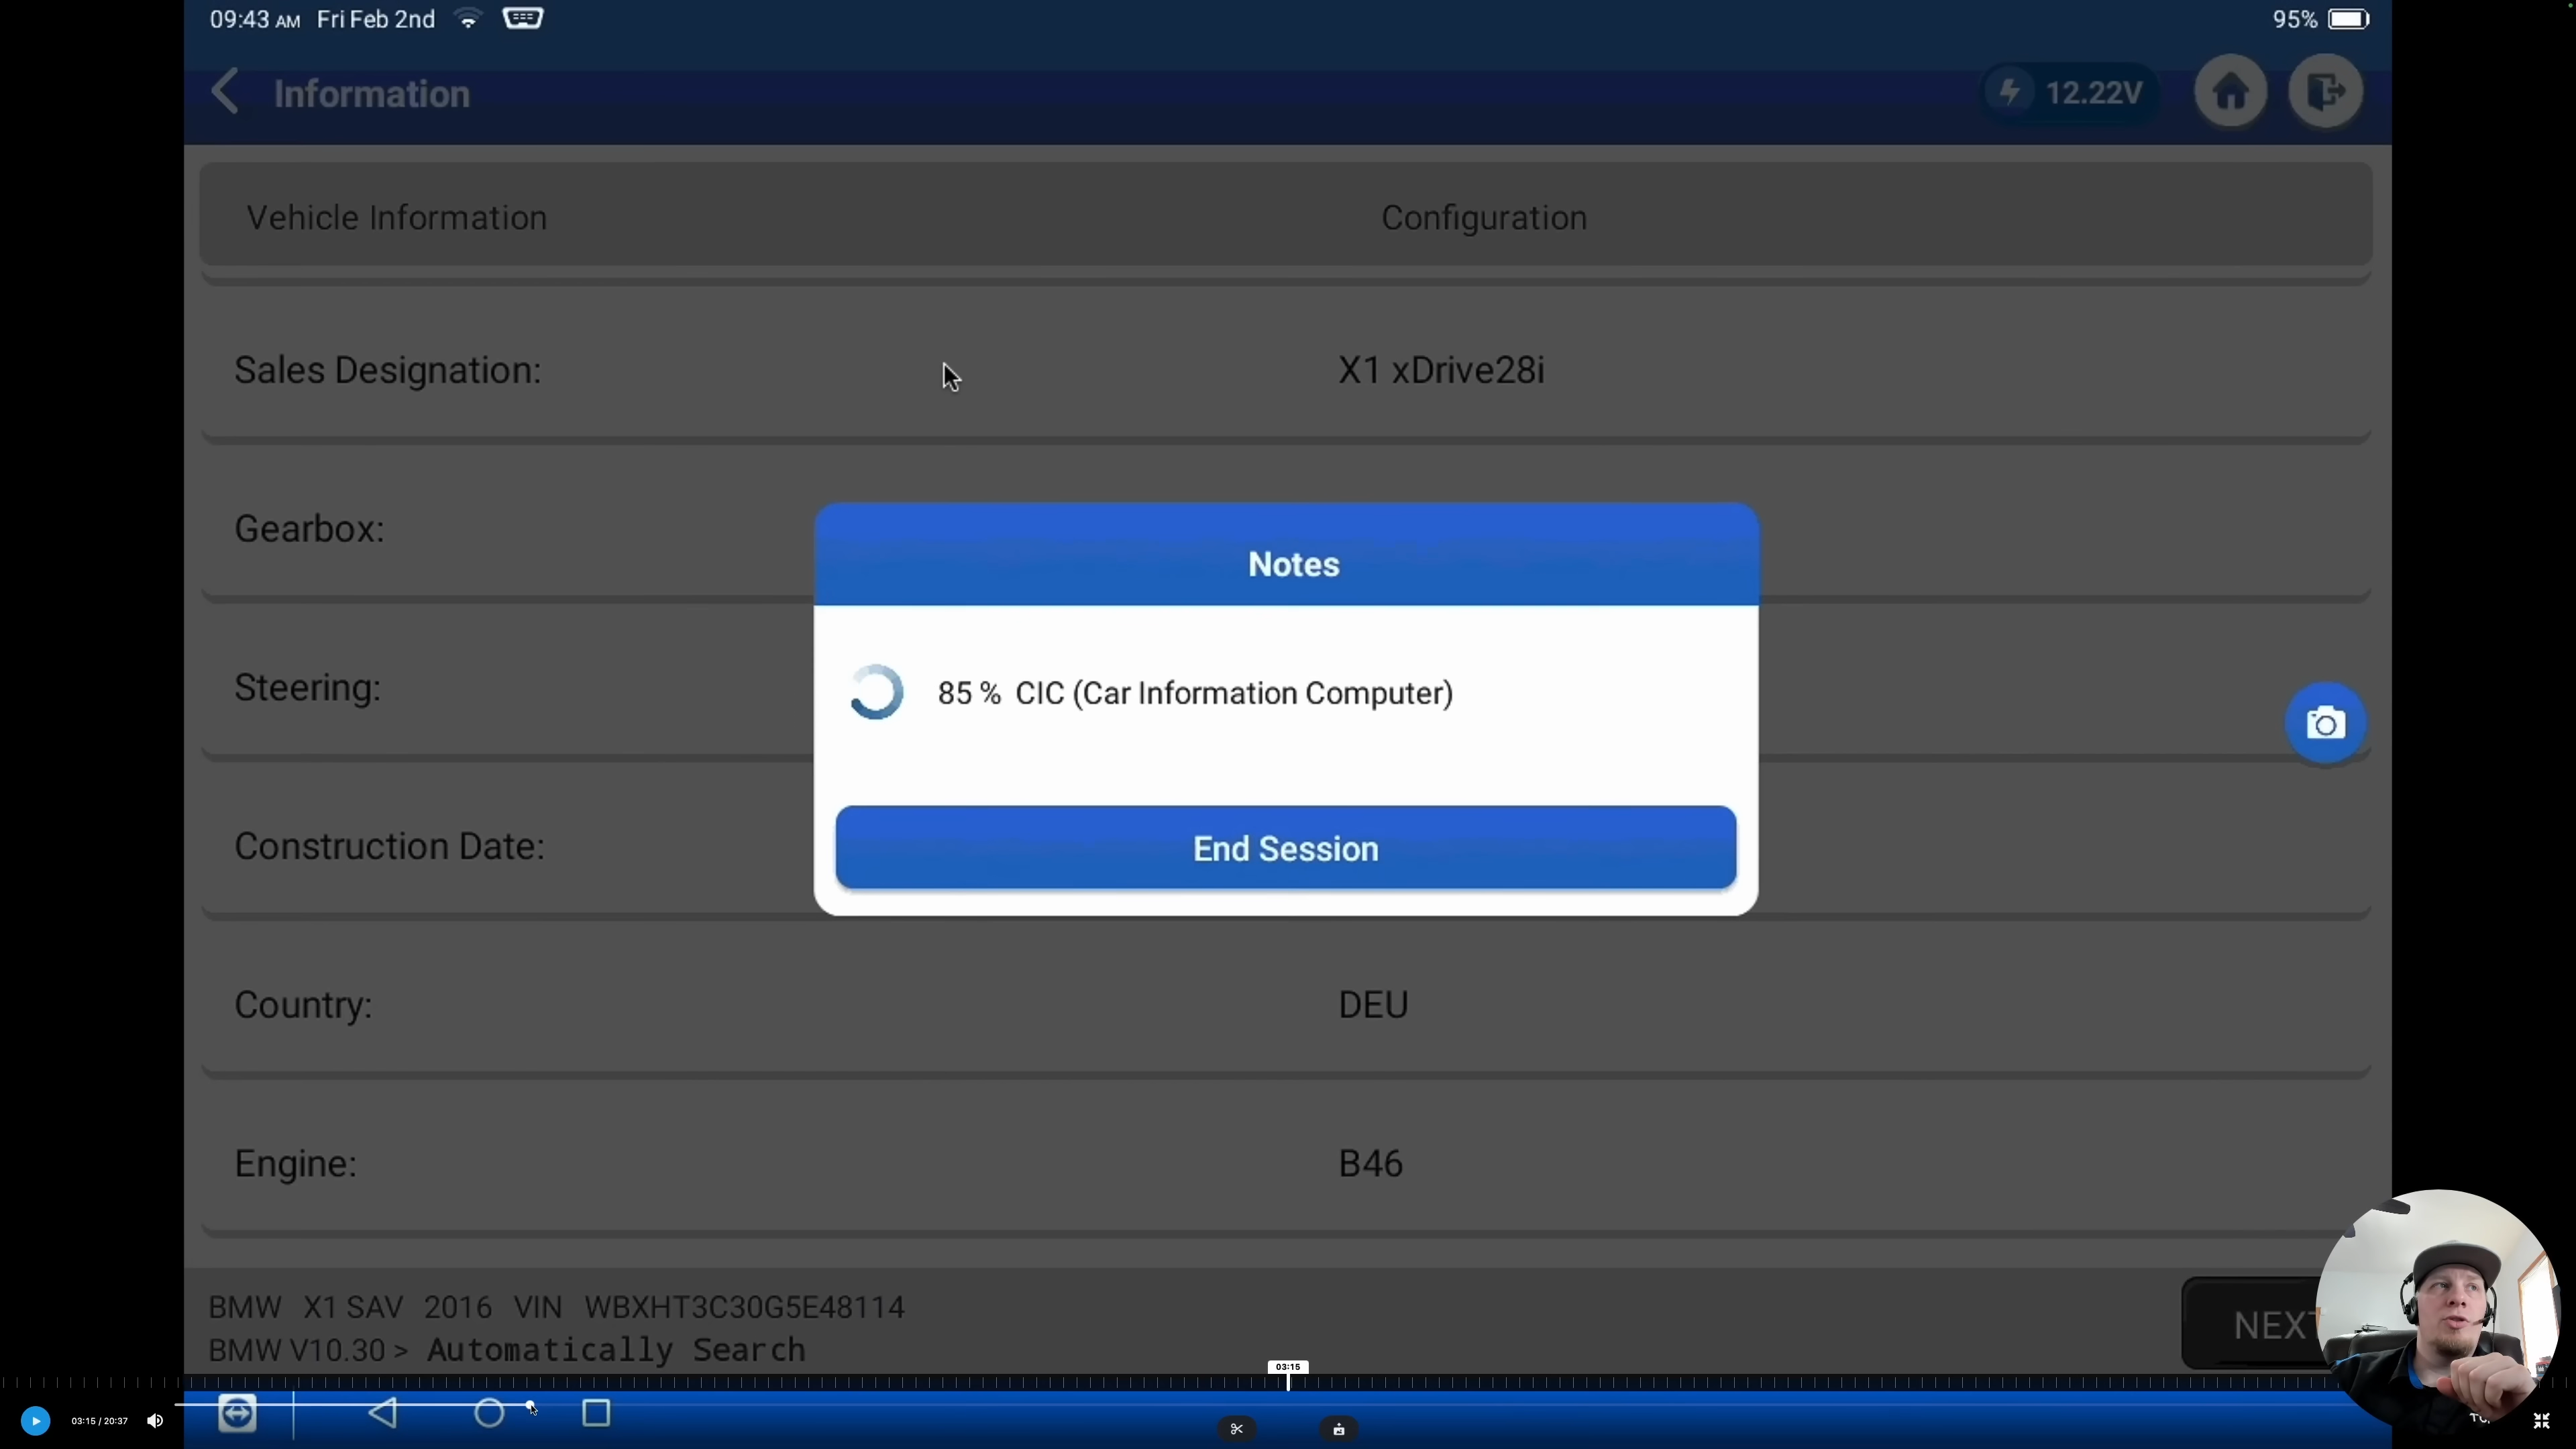 09:43 AM Fri Feb 2nd
95%
Information
12.22V
Vehicle Information Configuration
Sales Designation: X1 xDrive28i
Gearbox:
Notes
85 % CIC (Car Information Computer)
Steering:
End Session
Construction Date:
Country: DEU
Engine: B46
BMW X1 SAV 2016 VIN WBXHT3C30G5E48114
BMW V10.30 > Automatically Search
NEXT
03:15
03:15 / 20:37